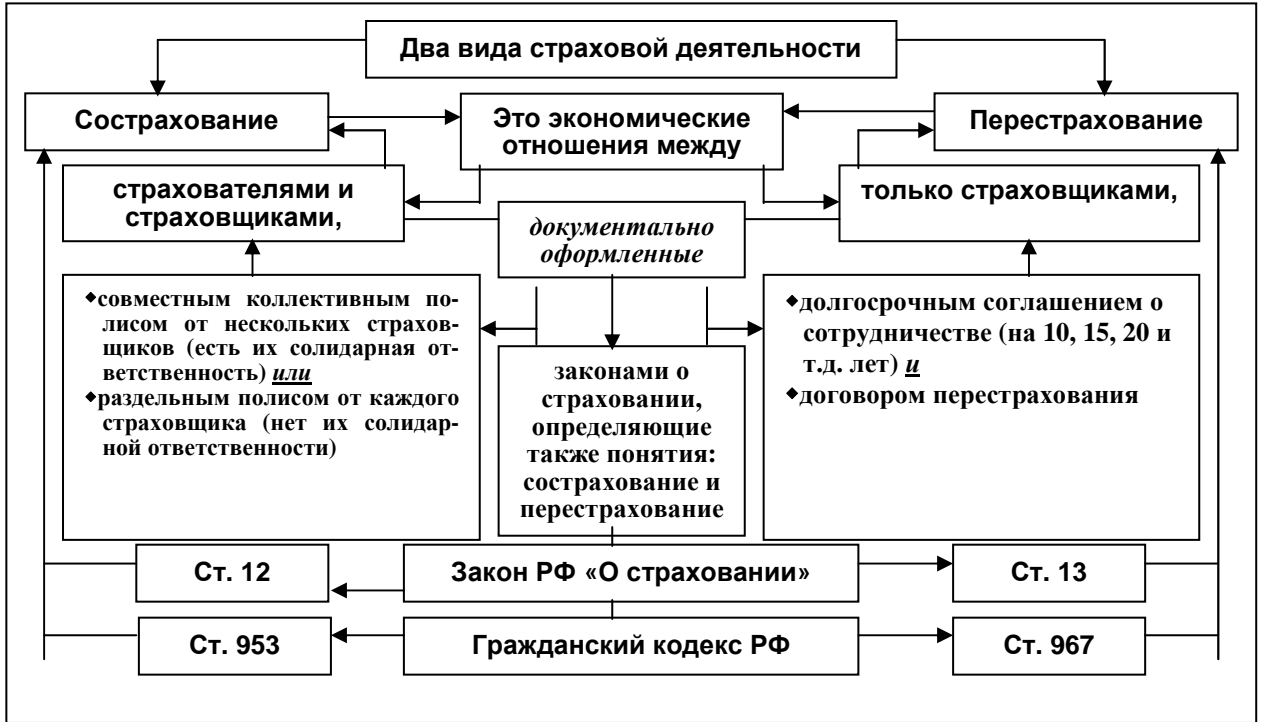 Два вида страховой деятельности
Сострахование
Это экономические
отношения между
Перестрахование
страхователями и
страховщиками,
только страховщиками,
документально
оформленные
◆совместным коллективным по-
лисом от нескольких страхов-
щиков (есть их солидарная от-
ветственность) или
◆раздельным полисом от каждого
страховщика (нет их солидар-
ной ответственности)
законами о
страховании,
определяющие
также понятия:
сострахование и
перестрахование
◆долгосрочным соглашением о
сотрудничестве (на 10, 15, 20 и
т.д. лет) и
◆договором перестрахования
Ст. 12
Закон РФ «О страховании»
Ст. 13
Ст. 953
Гражданский кодекс РФ
Ст. 967